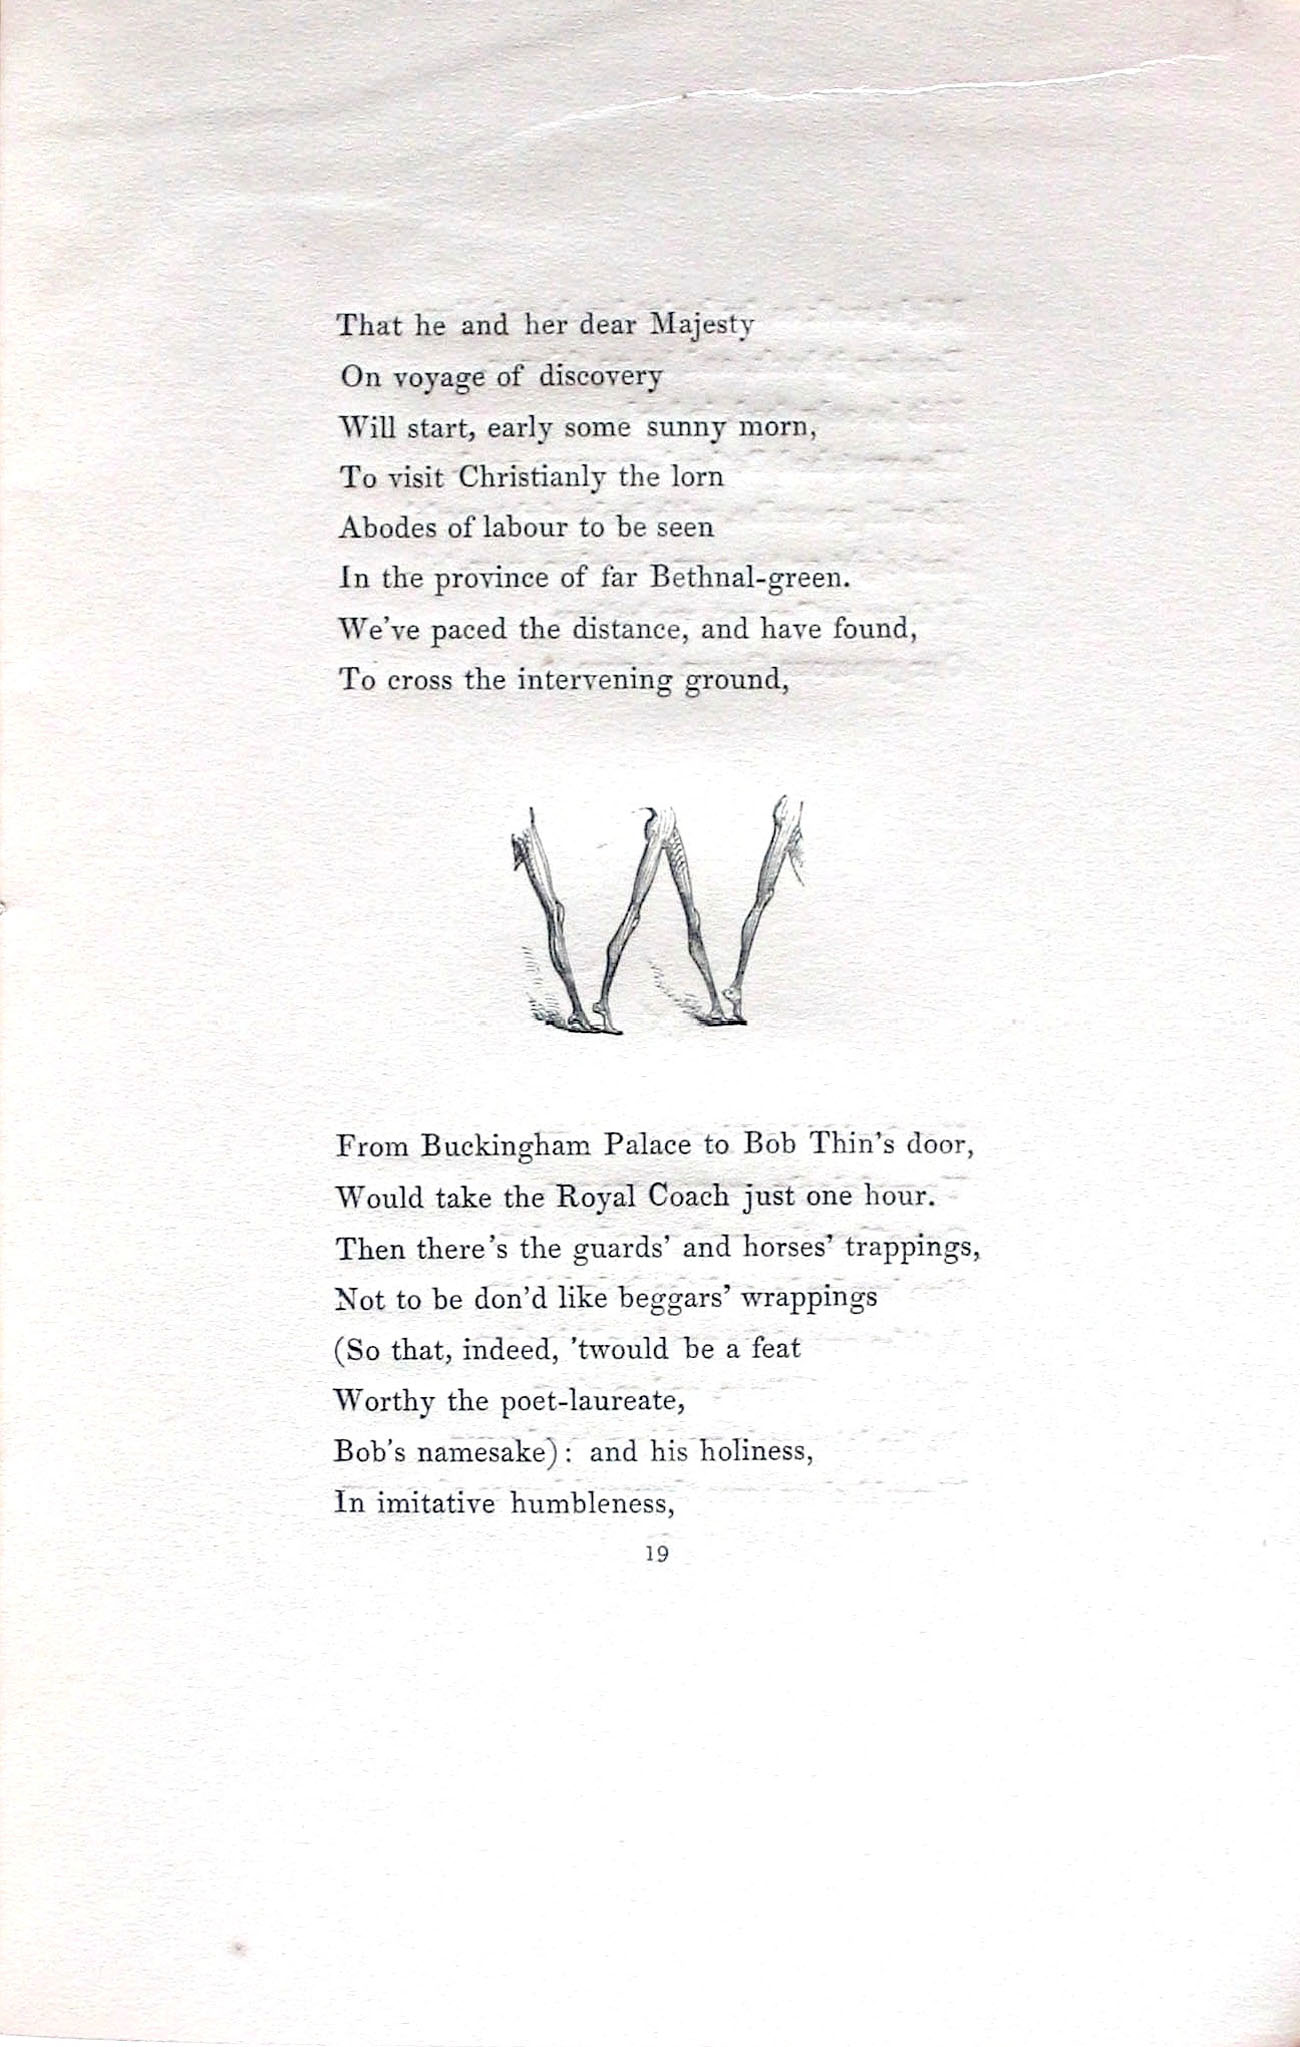 That he and her dear Majesty
On voyage of discovery
Will start, early some sunny morn,
To visit Christianly the lorn
Abodes of labour to be seen
In the province of far Bethnal-green.
We've paced the distance, and have found,
To cross the intervening ground,
From Buckingham Palace to Bob Thin's door,
Would take the Royal Coach just one hour.
Then there's the guards' and horses' trappings,
Not to be don'd like beggars' wrappings
(So that, indeed, 'twould be a feat
Worthy the poet-laureate,
Bob's namesake): and his holiness,
In imitative humbleness,
19